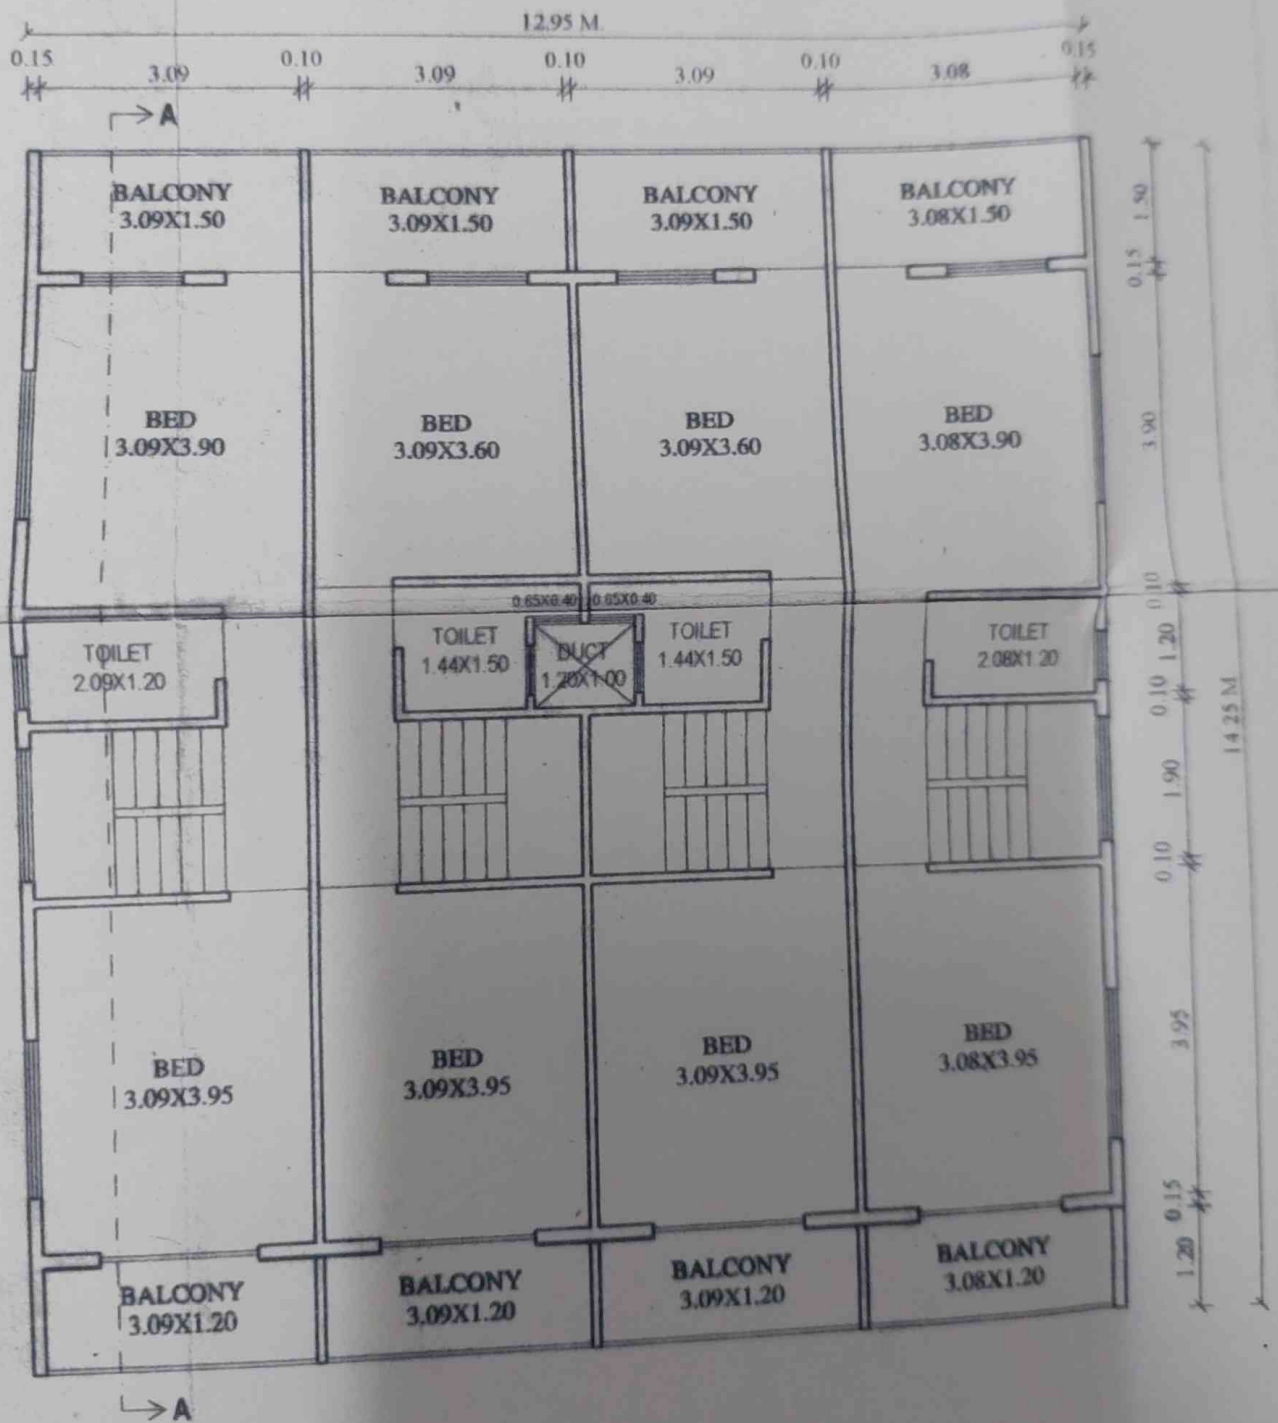 12.95 M.
0.15 3.09 0.10 3.09 0.10 3.09 0.10 3.08 0.15
A
BALCONY
3.09X1.50
BALCONY
3.09X1.50
BALCONY
3.09X1.50
BALCONY
3.08X1.50
1.50
0.15
BED
3.09X3.90
BED
3.09X3.60
BED
3.09X3.60
BED
3.08X3.90
3.90
0.10
0.65X0.40 0.65X0.40
TOILET
2.09X1.20
TOILET
1.44X1.50
DUCT
1.20X1.00
TOILET
1.44X1.50
TOILET
2.08X1.20
1.20
0.10
14.25 M.
1.90
0.10
BED
3.09X3.95
BED
3.09X3.95
BED
3.09X3.95
BED
3.08X3.95
3.95
0.15
BALCONY
3.09X1.20
BALCONY
3.09X1.20
BALCONY
3.09X1.20
BALCONY
3.08X1.20
1.20
A